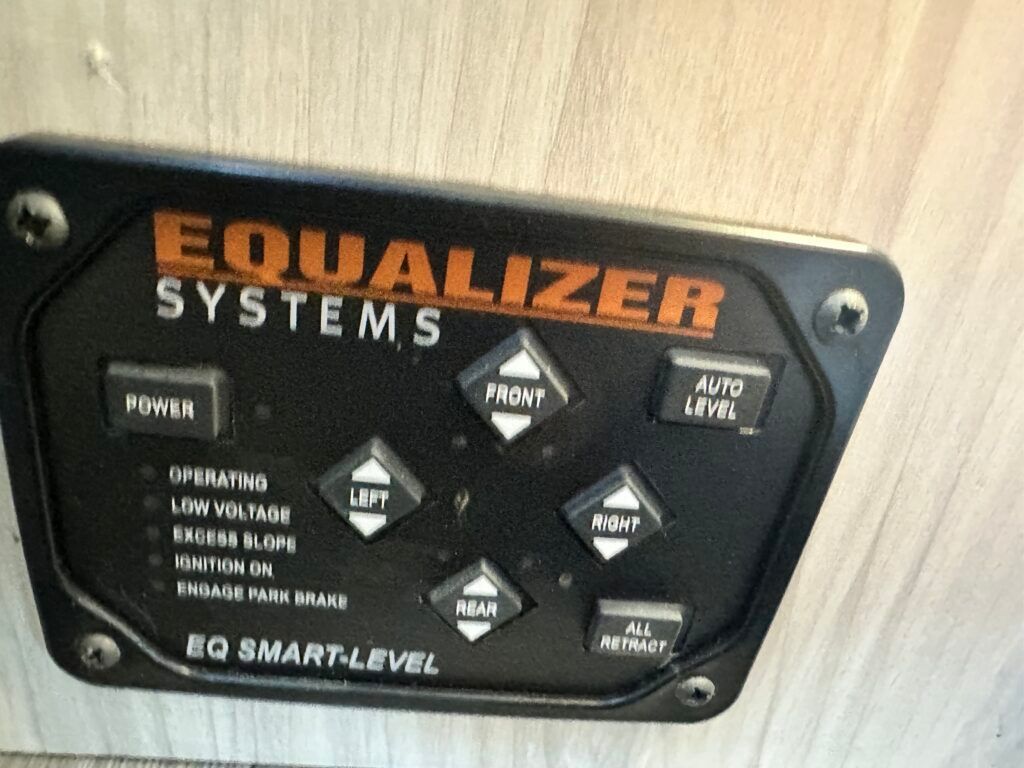 EQUALIZER
SYSTEMS
POWER
FRONT
AUTO
LEVEL
LEFT
RIGHT
REAR
ALL
RETRACT
OPERATING
LOW VOLTAGE
EXCESS SLOPE
IGNITION ON
ENGAGE PARK BRAKE
EQ SMART-LEVEL